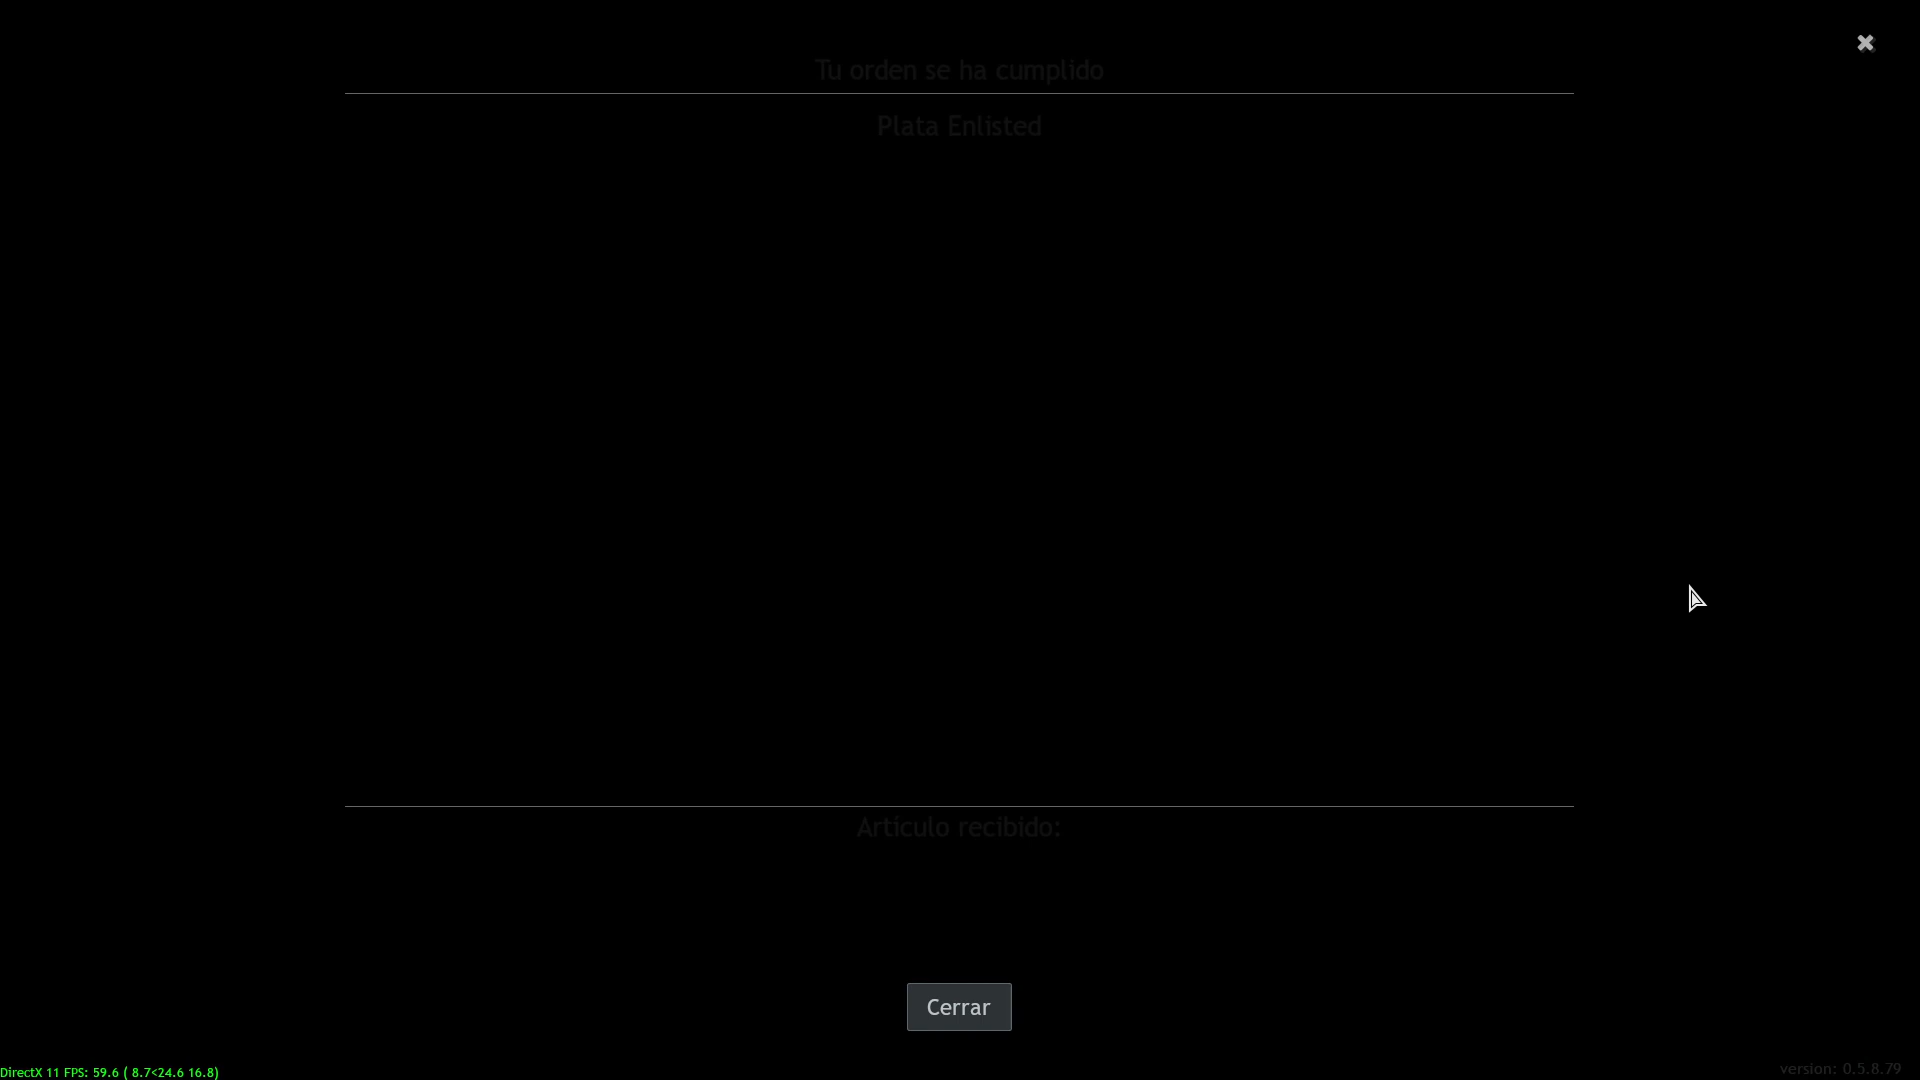 Tu orden se ha cumplido
Plata Enlisted
Artículo recibido:
Cerrar
DirectX 11 FPS: 59.6 ( 8.7<24.6 16.8)
version: 0.5.8.79